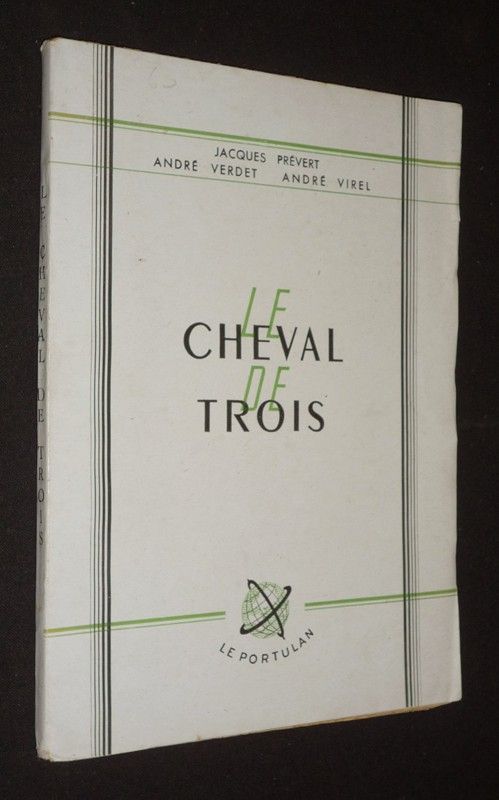 JACQUES PRÉVERT
ANDRÉ VERDET ANDRÉ VIREL
LE
CHEVAL
DE
TROIS
LE PORTULAN
LE CHEVAL DE TROIS